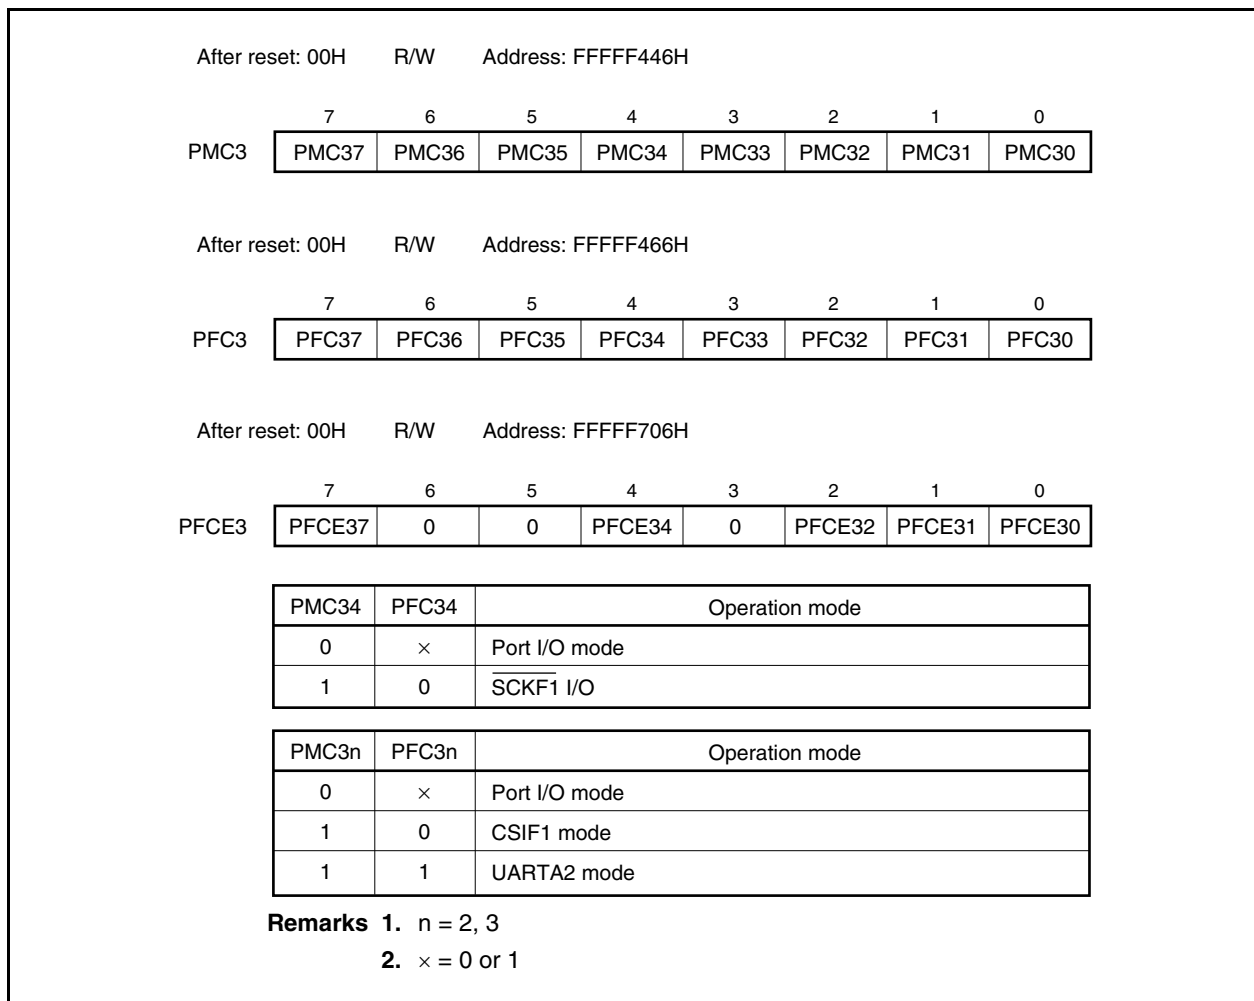 After reset: 00H R/W Address: FFFFF446H
7 6 5 4 3 2 1 0
PMC3 PMC37 PMC36 PMC35 PMC34 PMC33 PMC32 PMC31 PMC30
After reset: 00H R/W Address: FFFFF466H
7 6 5 4 3 2 1 0
PFC3 PFC37 PFC36 PFC35 PFC34 PFC33 PFC32 PFC31 PFC30
After reset: 00H R/W Address: FFFFF706H
7 6 5 4 3 2 1 0
PFCE3 PFCE37 0 0 PFCE34 0 PFCE32 PFCE31 PFCE30
PMC34 PFC34 Operation mode
0 × Port I/O mode
1 0 S̅C̅K̅F̅1̅ I/O
PMC3n PFC3n Operation mode
0 × Port I/O mode
1 0 CSIF1 mode
1 1 UARTA2 mode
Remarks 1. n = 2, 3
2. × = 0 or 1